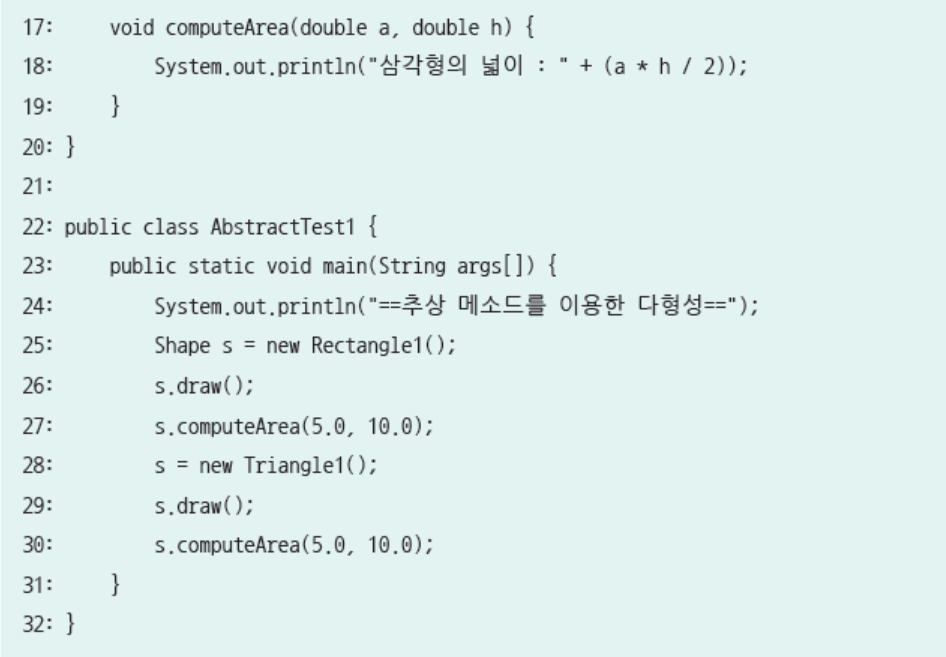 17:     void computeArea(double a, double h) {
18:         System.out.println("삼각형의 넓이 : " + (a * h / 2));
19:     }
20: }
21:
22: public class AbstractTest1 {
23:     public static void main(String args[]) {
24:         System.out.println("==추상 메소드를 이용한 다형성==");
25:         Shape s = new Rectangle1();
26:         s.draw();
27:         s.computeArea(5.0, 10.0);
28:         s = new Triangle1();
29:         s.draw();
30:         s.computeArea(5.0, 10.0);
31:     }
32: }